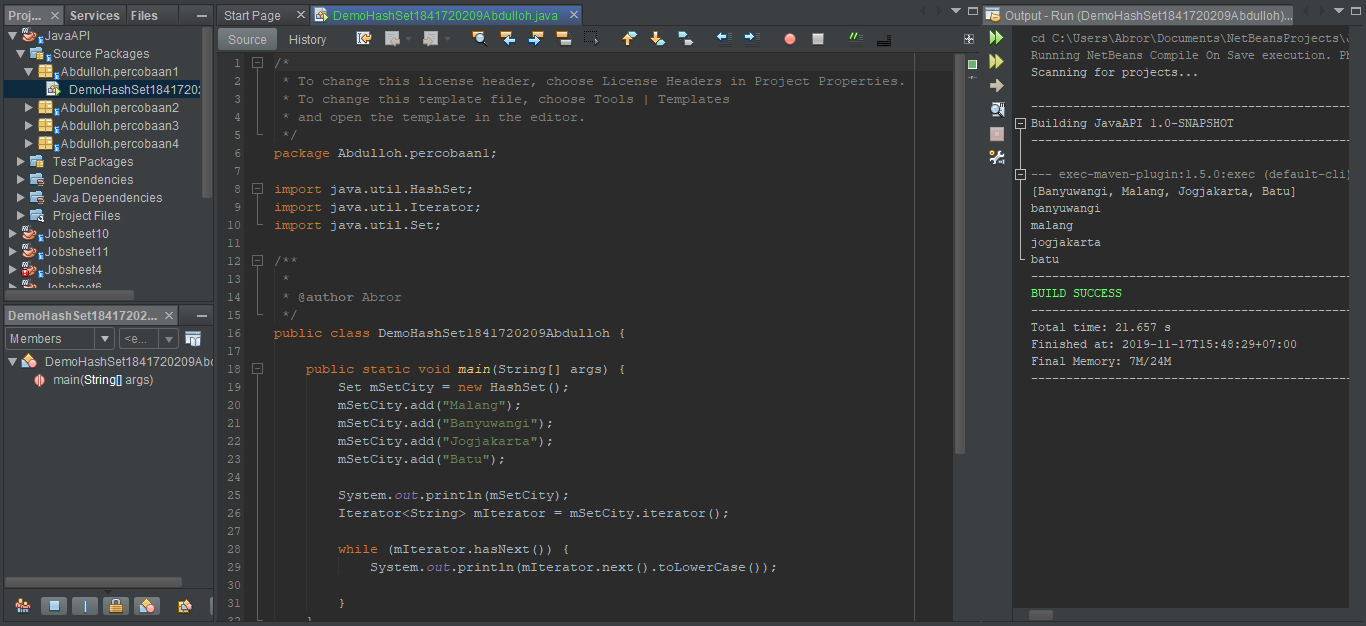 Proj... Services Files
JavaAPI
Source Packages
Abdulloh.percobaan1
DemoHashSet184172020
Abdulloh.percobaan2
Abdulloh.percobaan3
Abdulloh.percobaan4
Test Packages
Dependencies
Java Dependencies
Project Files
Jobsheet10
Jobsheet11
Jobsheet4
Jobsheet6
DemoHashSet18417202...
Members <e...
DemoHashSet1841720209Abd
main(String[] args)
Start Page DemoHashSet1841720209Abdulloh.java
Source History
1 /*
2 * To change this license header, choose License Headers in Project Properties.
3 * To change this template file, choose Tools | Templates
4 * and open the template in the editor.
5 */
6 package Abdulloh.percobaan1;
7
8 import java.util.HashSet;
9 import java.util.Iterator;
10 import java.util.Set;
11
12 /**
13 *
14 * @author Abror
15 */
16 public class DemoHashSet1841720209Abdulloh {
17
18 public static void main(String[] args) {
19 Set mSetCity = new HashSet();
20 mSetCity.add("Malang");
21 mSetCity.add("Banyuwangi");
22 mSetCity.add("Jogjakarta");
23 mSetCity.add("Batu");
24
25 System.out.println(mSetCity);
26 Iterator<String> mIterator = mSetCity.iterator();
27
28 while (mIterator.hasNext()) {
29 System.out.println(mIterator.next().toLowerCase());
30
31 }
32 }
Output - Run (DemoHashSet1841720209Abdulloh)...
cd C:\Users\Abror\Documents\NetBeansProjects\
Running NetBeans Compile On Save execution. Ph
Scanning for projects...
------------------------------------------------
Building JavaAPI 1.0-SNAPSHOT
------------------------------------------------
--- exec-maven-plugin:1.5.0:exec (default-cli)
[Banyuwangi, Malang, Jogjakarta, Batu]
banyuwangi
malang
jogjakarta
batu
------------------------------------------------
BUILD SUCCESS
------------------------------------------------
Total time: 21.657 s
Finished at: 2019-11-17T15:48:29+07:00
Final Memory: 7M/24M
------------------------------------------------